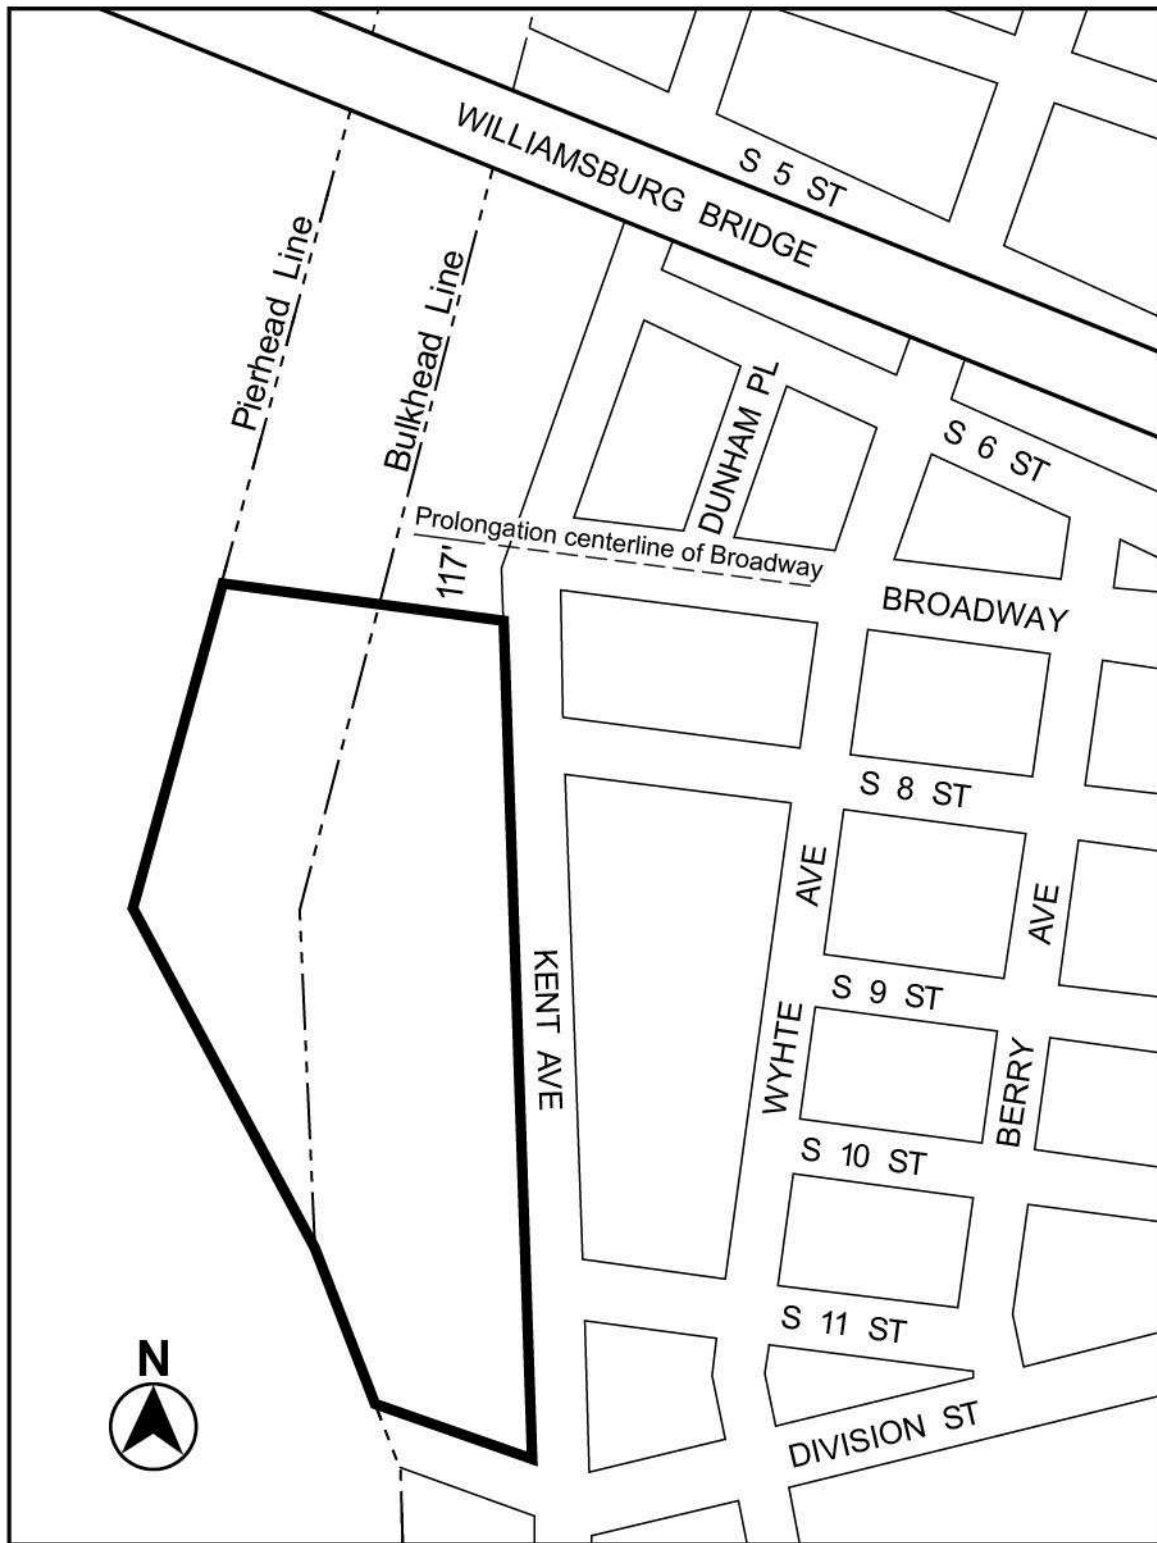 WILLIAMSBURG BRIDGE
S 5 ST
Pierhead Line
Bulkhead Line
DUNHAM PL
S 6 ST
Prolongation centerline of Broadway
117'
BROADWAY
S 8 ST
KENT AVE
WYHTE AVE
BERRY AVE
S 9 ST
S 10 ST
S 11 ST
DIVISION ST
N